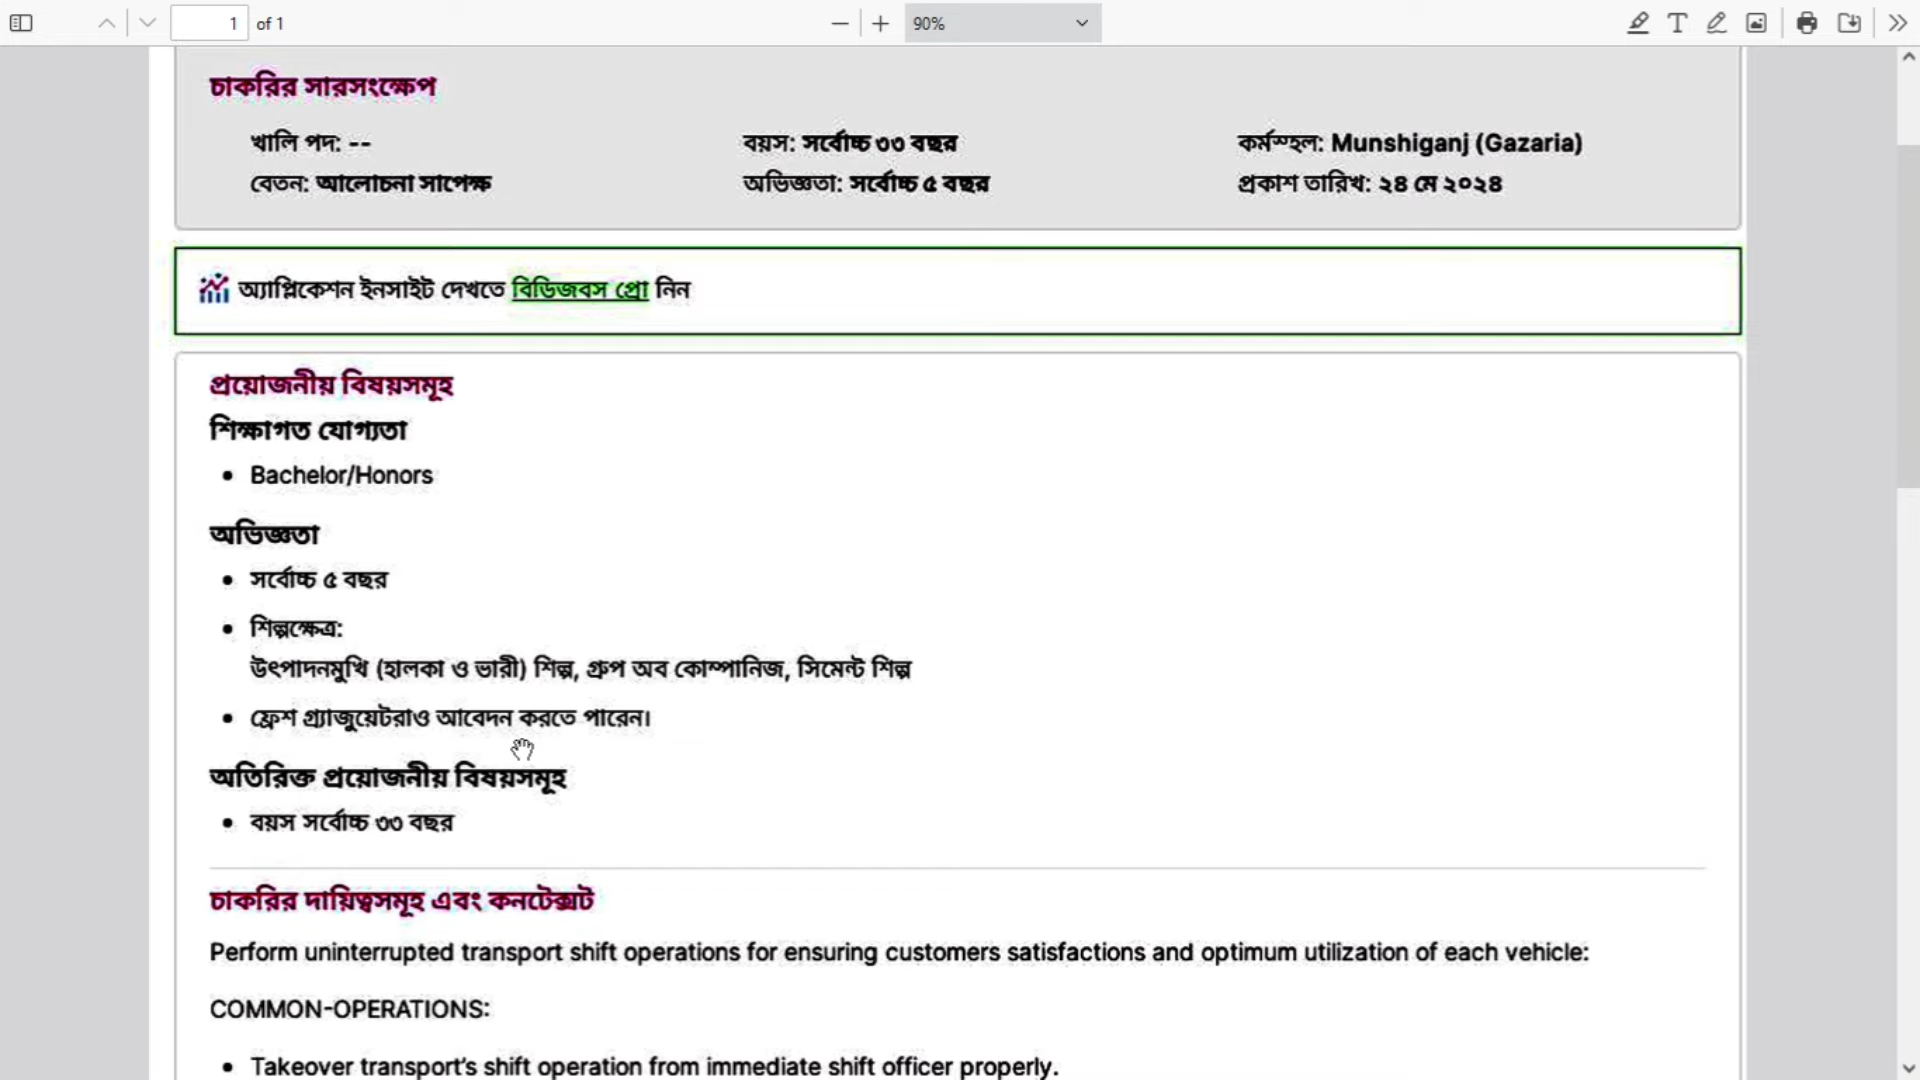 1 of 1
90%
চাকরির সারসংক্ষেপ
খালি পদ: -- বয়স: সর্বোচ্চ ৩৩ বছর কর্মস্হল: Munshiganj (Gazaria)
বেতন: আলোচনা সাপেক্ষ অভিজ্ঞতা: সর্বোচ্চ ৫ বছর প্রকাশ তারিখ: ২৪ মে ২০২৪
অ্যাপ্লিকেশন ইনসাইট দেখতে বিডিজবস প্রো নিন
প্রয়োজনীয় বিষয়সমূহ
শিক্ষাগত যোগ্যতা
• Bachelor/Honors
অভিজ্ঞতা
• সর্বোচ্চ ৫ বছর
• শিল্পক্ষেত্র:
উৎপাদনমুখি (হালকা ও ভারী) শিল্প, গ্রুপ অব কোম্পানিজ, সিমেন্ট শিল্প
• ফ্রেশ গ্র্যাজুয়েটরাও আবেদন করতে পারেন।
অতিরিক্ত প্রয়োজনীয় বিষয়সমূহ
• বয়স সর্বোচ্চ ৩৩ বছর
চাকরির দায়িত্বসমূহ এবং কনটেক্সট
Perform uninterrupted transport shift operations for ensuring customers satisfactions and optimum utilization of each vehicle:
COMMON-OPERATIONS:
• Takeover transport's shift operation from immediate shift officer properly.